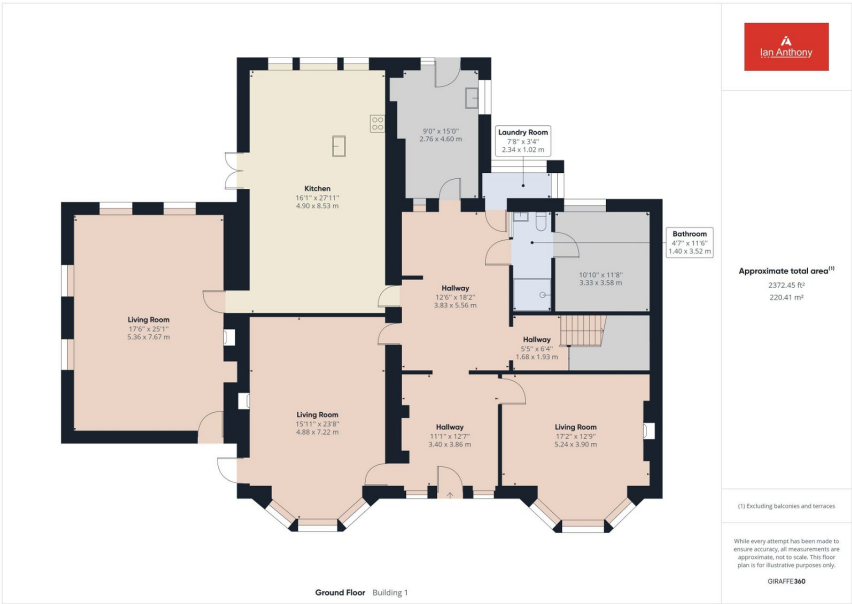 Ian Anthony
9'0" x 15'0"
2.76 x 4.60 m
Laundry Room
7'8" x 3'4"
2.34 x 1.02 m
Kitchen
16'1" x 27'11"
4.90 x 8.53 m
Bathroom
4'7" x 11'6"
1.40 x 3.52 m
10'10" x 11'8"
3.33 x 3.58 m
Hallway
12'6" x 18'2"
3.83 x 5.56 m
Living Room
17'6" x 25'1"
5.36 x 7.67 m
Hallway
5'5" x 6'4"
1.68 x 1.93 m
Living Room
15'11" x 23'8"
4.88 x 7.22 m
Hallway
11'1" x 12'7"
3.40 x 3.86 m
Living Room
17'2" x 12'9"
5.24 x 3.90 m
Ground Floor Building 1
Approximate total area(1)
2372.45 ft²
220.41 m²
(1) Excluding balconies and terraces
While every attempt has been made to
ensure accuracy, all measurements are
approximate, not to scale. This floor
plan is for illustrative purposes only.
GIRAFFE360